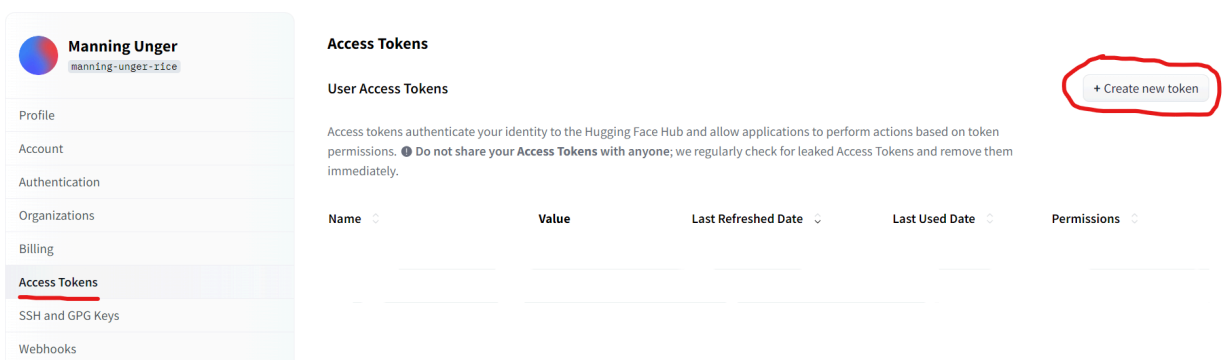 Manning Unger
manning-unger-rice
Profile
Account
Authentication
Organizations
Billing
Access Tokens
SSH and GPG Keys
Webhooks
Access Tokens
User Access Tokens
+ Create new token
Access tokens authenticate your identity to the Hugging Face Hub and allow applications to perform actions based on token
permissions. Do not share your Access Tokens with anyone; we regularly check for leaked Access Tokens and remove them
immediately.
Name Value Last Refreshed Date Last Used Date Permissions